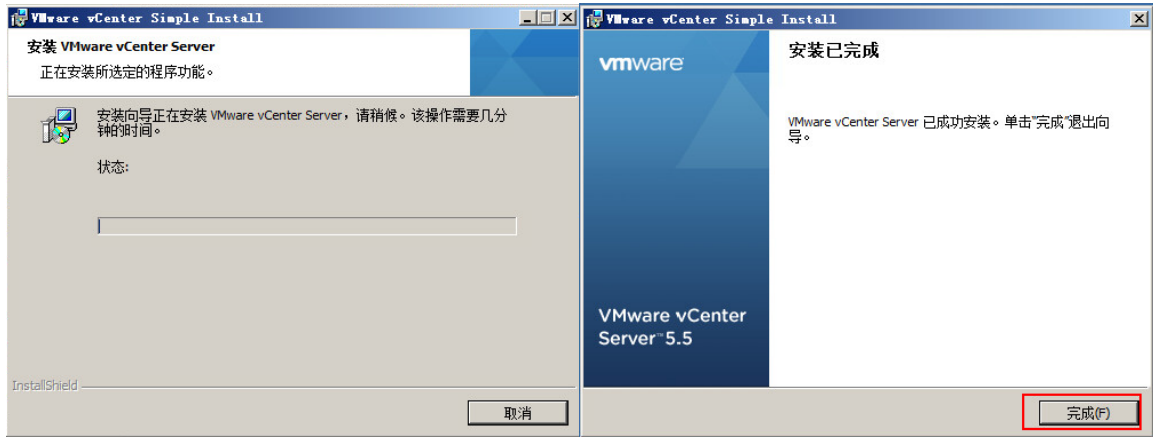 VMware vCenter Simple Install
安装 VMware vCenter Server
正在安装所选定的程序功能。
安装向导正在安装 VMware vCenter Server，请稍候。该操作需要几分
钟的时间。
状态:
InstallShield
取消
VMware vCenter Simple Install
vmware
安装已完成
VMware vCenter Server 已成功安装。单击"完成"退出向
导。
VMware vCenter
Server™ 5.5
完成(F)